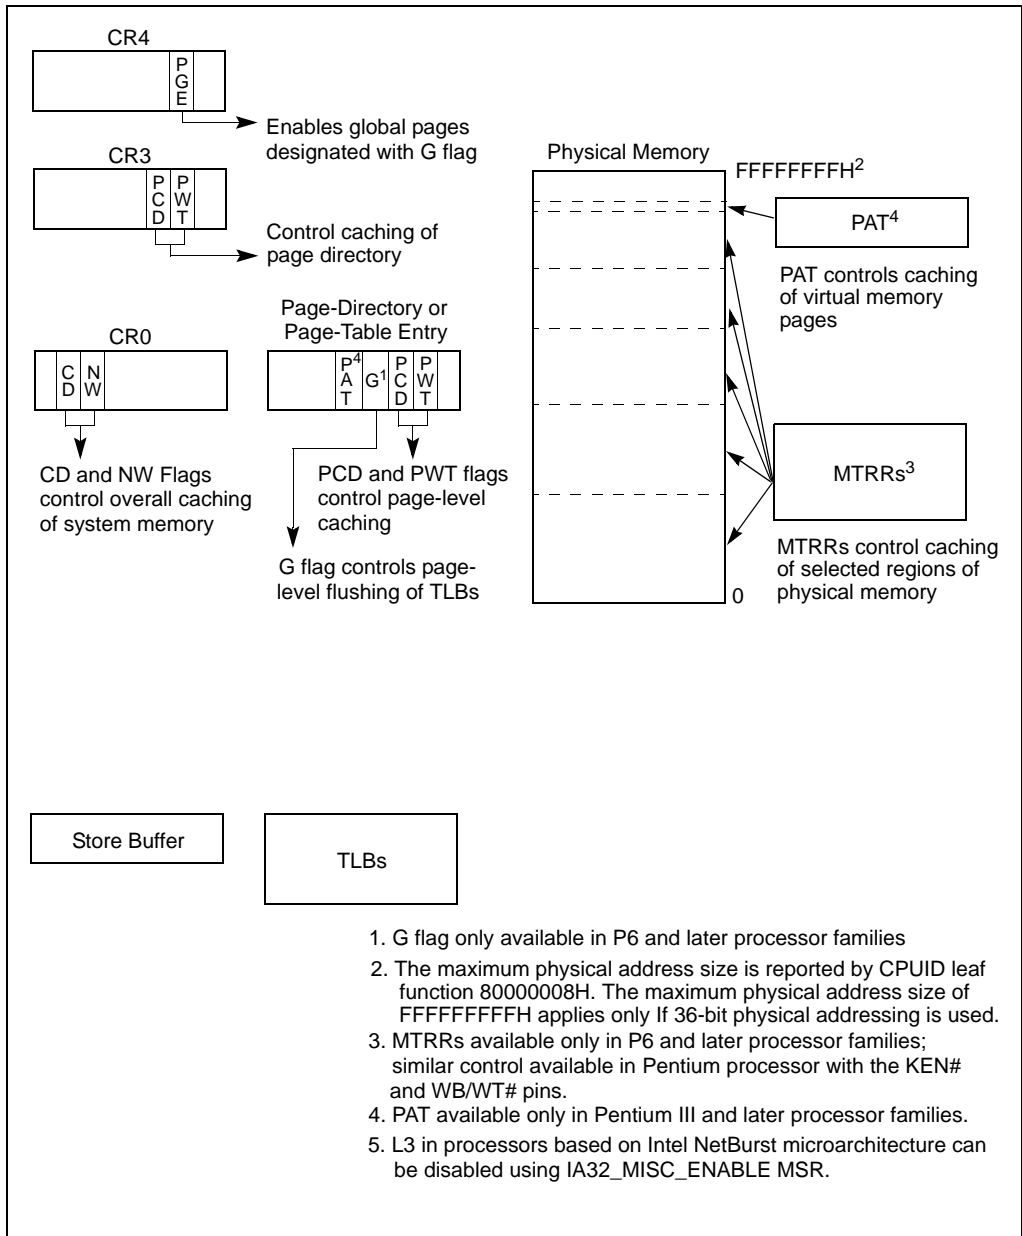 CR4
PGE
Enables global pages
designated with G flag
CR3
PCD PWT
Control caching of
page directory
CR0
CD NW
CD and NW Flags
control overall caching
of system memory
Page-Directory or
Page-Table Entry
PAT4 G1 PCD PWT
PCD and PWT flags
control page-level
caching
G flag controls page-
level flushing of TLBs
Physical Memory
FFFFFFFFH2
PAT4
PAT controls caching
of virtual memory
pages
MTRRs3
MTRRs control caching
of selected regions of
physical memory
0
Store Buffer
TLBs
1. G flag only available in P6 and later processor families
2. The maximum physical address size is reported by CPUID leaf
function 80000008H. The maximum physical address size of
FFFFFFFFFH applies only If 36-bit physical addressing is used.
3. MTRRs available only in P6 and later processor families;
similar control available in Pentium processor with the KEN#
and WB/WT# pins.
4. PAT available only in Pentium III and later processor families.
5. L3 in processors based on Intel NetBurst microarchitecture can
be disabled using IA32_MISC_ENABLE MSR.